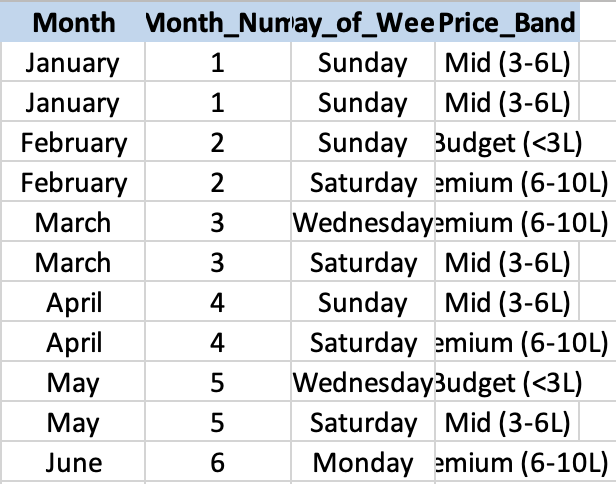 Month Month_Num ay_of_Wee Price_Band
January 1 Sunday Mid (3-6L)
January 1 Sunday Mid (3-6L)
February 2 Sunday Budget (<3L)
February 2 Saturday emium (6-10L)
March 3 Wednesday emium (6-10L)
March 3 Saturday Mid (3-6L)
April 4 Sunday Mid (3-6L)
April 4 Saturday emium (6-10L)
May 5 Wednesday Budget (<3L)
May 5 Saturday Mid (3-6L)
June 6 Monday emium (6-10L)